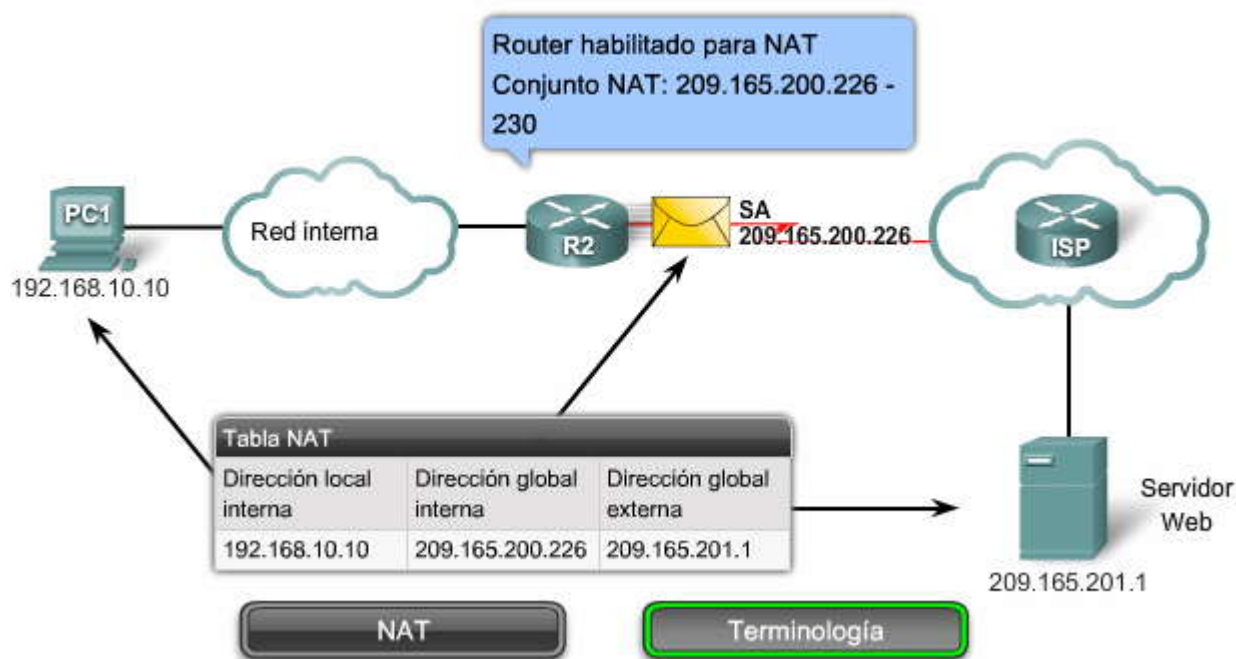 Router habilitado para NAT
Conjunto NAT: 209.165.200.226 -
230
PC1
192.168.10.10
Red interna
R2
SA
209.165.200.226
ISP
Tabla NAT
Dirección local
interna
Dirección global
interna
Dirección global
externa
192.168.10.10
209.165.200.226
209.165.201.1
Servidor
Web
209.165.201.1
NAT
Terminología